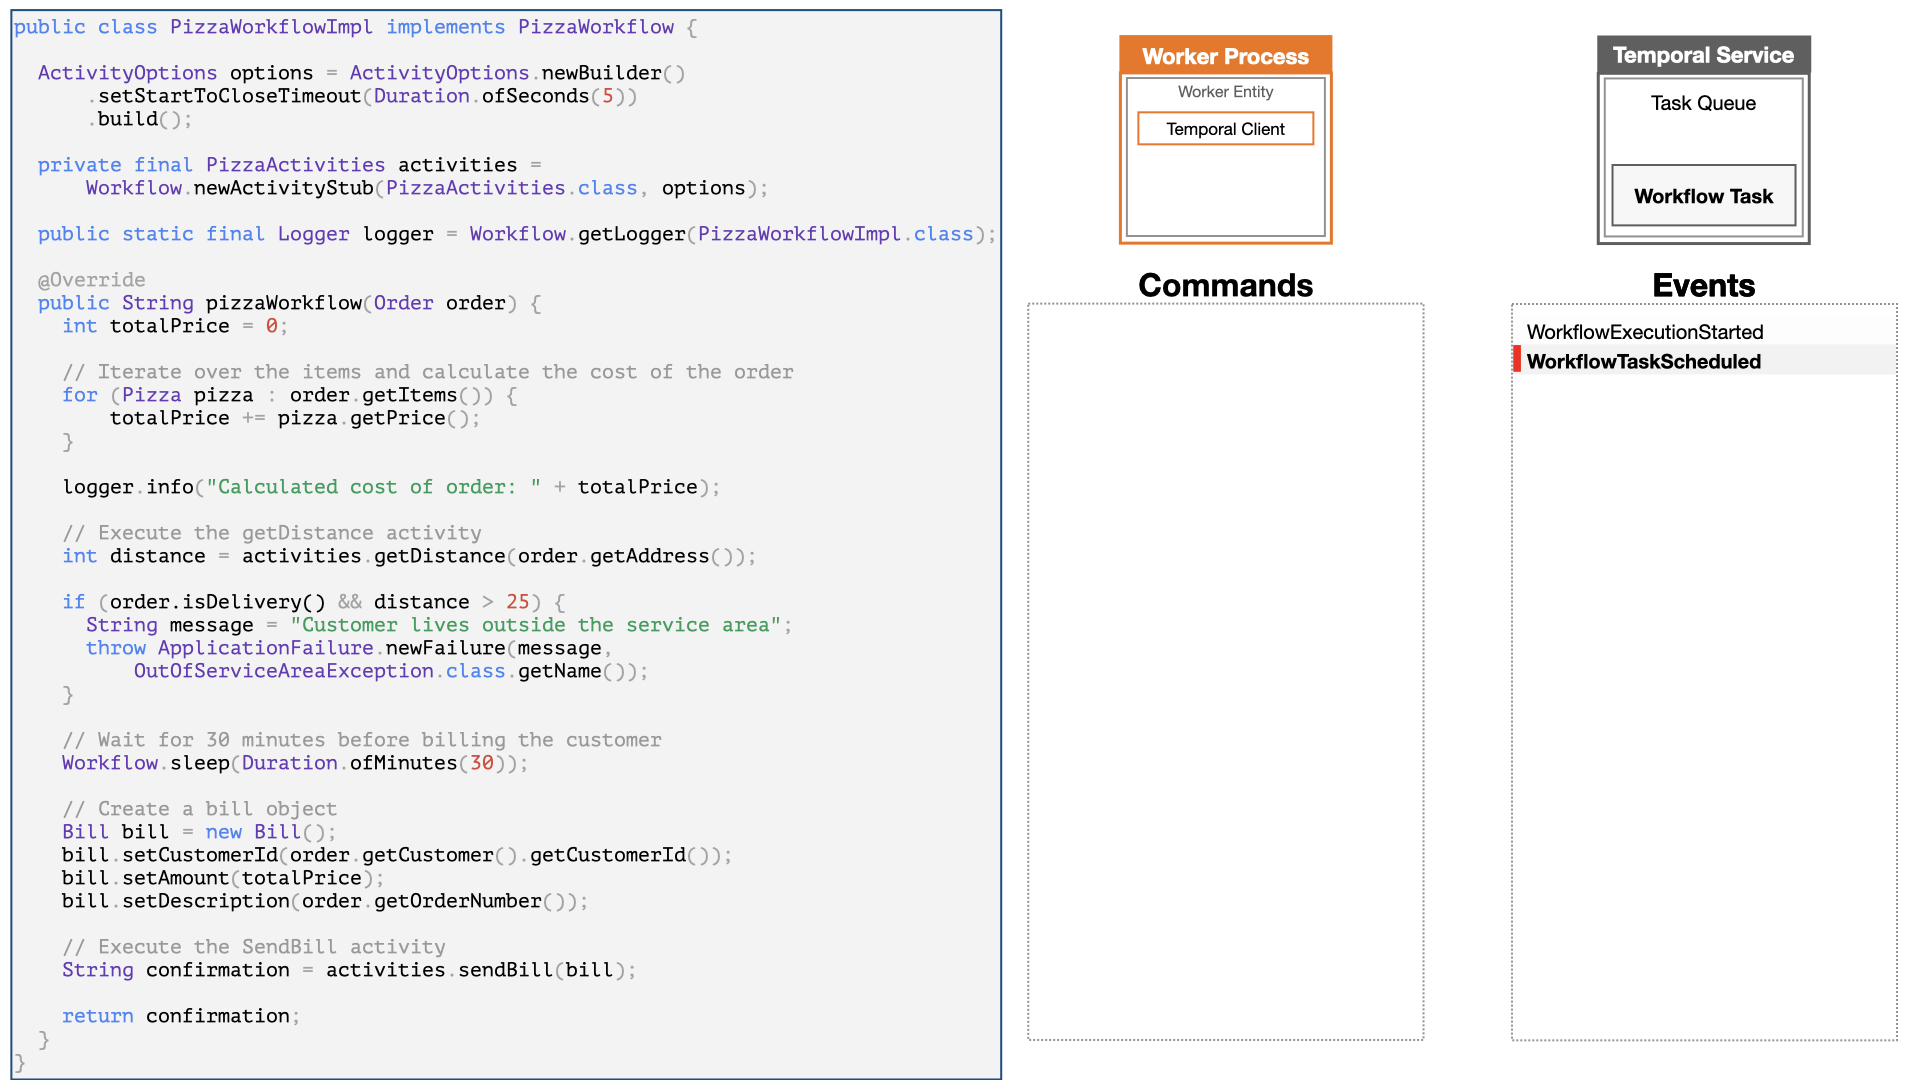 public class PizzaWorkflowImpl implements PizzaWorkflow {
ActivityOptions options = ActivityOptions.newBuilder()
.setStartToCloseTimeout(Duration.ofSeconds(5))
.build();
private final PizzaActivities activities =
Workflow.newActivityStub(PizzaActivities.class, options);
public static final Logger logger = Workflow.getLogger(PizzaWorkflowImpl.class);
@Override
public String pizzaWorkflow(Order order) {
int totalPrice = 0;
// Iterate over the items and calculate the cost of the order
for (Pizza pizza : order.getItems()) {
totalPrice += pizza.getPrice();
}
logger.info("Calculated cost of order: " + totalPrice);
// Execute the getDistance activity
int distance = activities.getDistance(order.getAddress());
if (order.isDelivery() && distance > 25) {
String message = "Customer lives outside the service area";
throw ApplicationFailure.newFailure(message,
OutOfServiceAreaException.class.getName());
}
// Wait for 30 minutes before billing the customer
Workflow.sleep(Duration.ofMinutes(30));
// Create a bill object
Bill bill = new Bill();
bill.setCustomerId(order.getCustomer().getCustomerId());
bill.setAmount(totalPrice);
bill.setDescription(order.getOrderNumber());
// Execute the SendBill activity
String confirmation = activities.sendBill(bill);
return confirmation;
}
}
Worker Process
Worker Entity
Temporal Client
Commands
Temporal Service
Task Queue
Workflow Task
Events
WorkflowExecutionStarted
WorkflowTaskScheduled